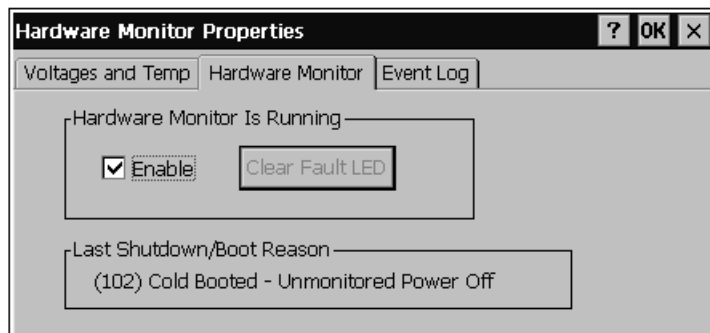 Hardware Monitor Properties ? OK ×
Voltages and Temp Hardware Monitor Event Log
Hardware Monitor Is Running
Enable Clear Fault LED
Last Shutdown/Boot Reason
(102) Cold Booted - Unmonitored Power Off